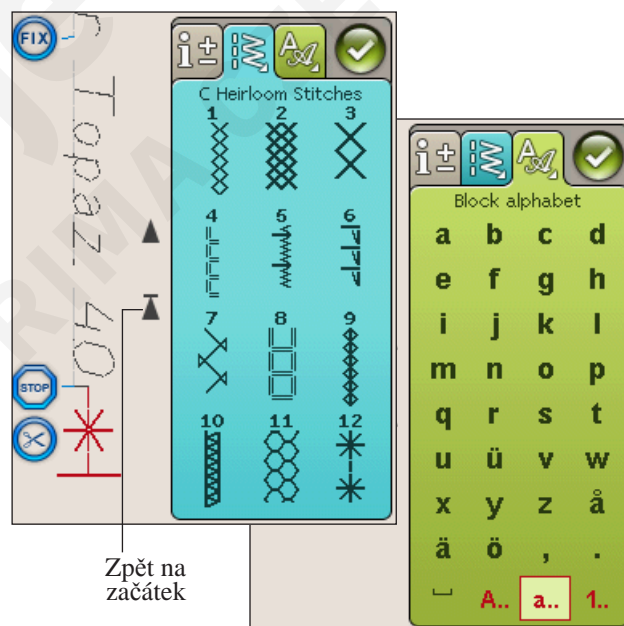 FIX
Topaz 40
STOP
C Heirloom Stitches
1 2 3
4 5 6
7 8 9
10 11 12
Zpět na
začátek
Block alphabet
a b c d
e f g h
i j k l
m n o p
q r s t
u ü v w
x y z å
ä ö , .
A.. a.. 1..